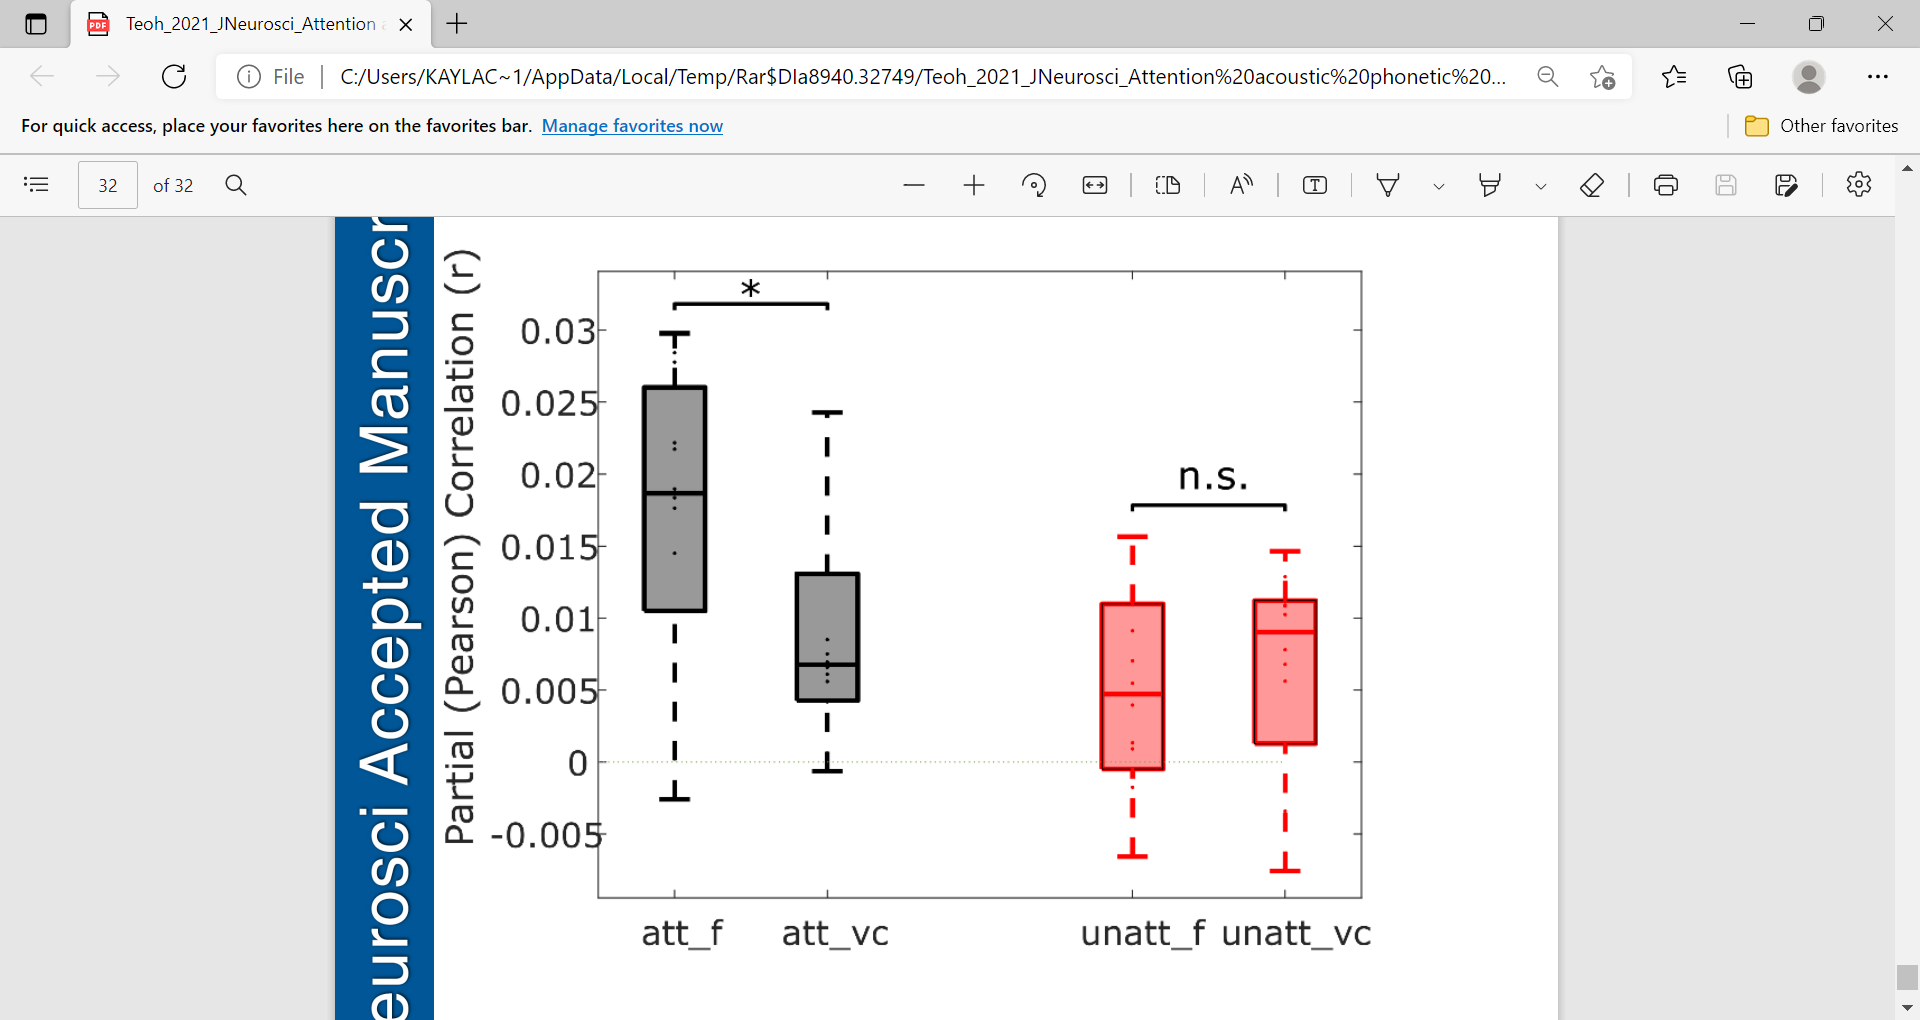 Teoh_2021_JNeurosci_Attention
File
C:/Users/KAYLAC~1/AppData/Local/Temp/Rar$DIa8940.32749/Teoh_2021_JNeurosci_Attention%20acoustic%20phonetic%20...
For quick access, place your favorites here on the favorites bar. Manage favorites now
Other favorites
32 of 32
eurosci Accepted Manuscr
Partial (Pearson) Correlation (r)
*
0.03
0.025
0.02
n.s.
0.015
0.01
0.005
0
-0.005
att_f att_vc unatt_f unatt_vc